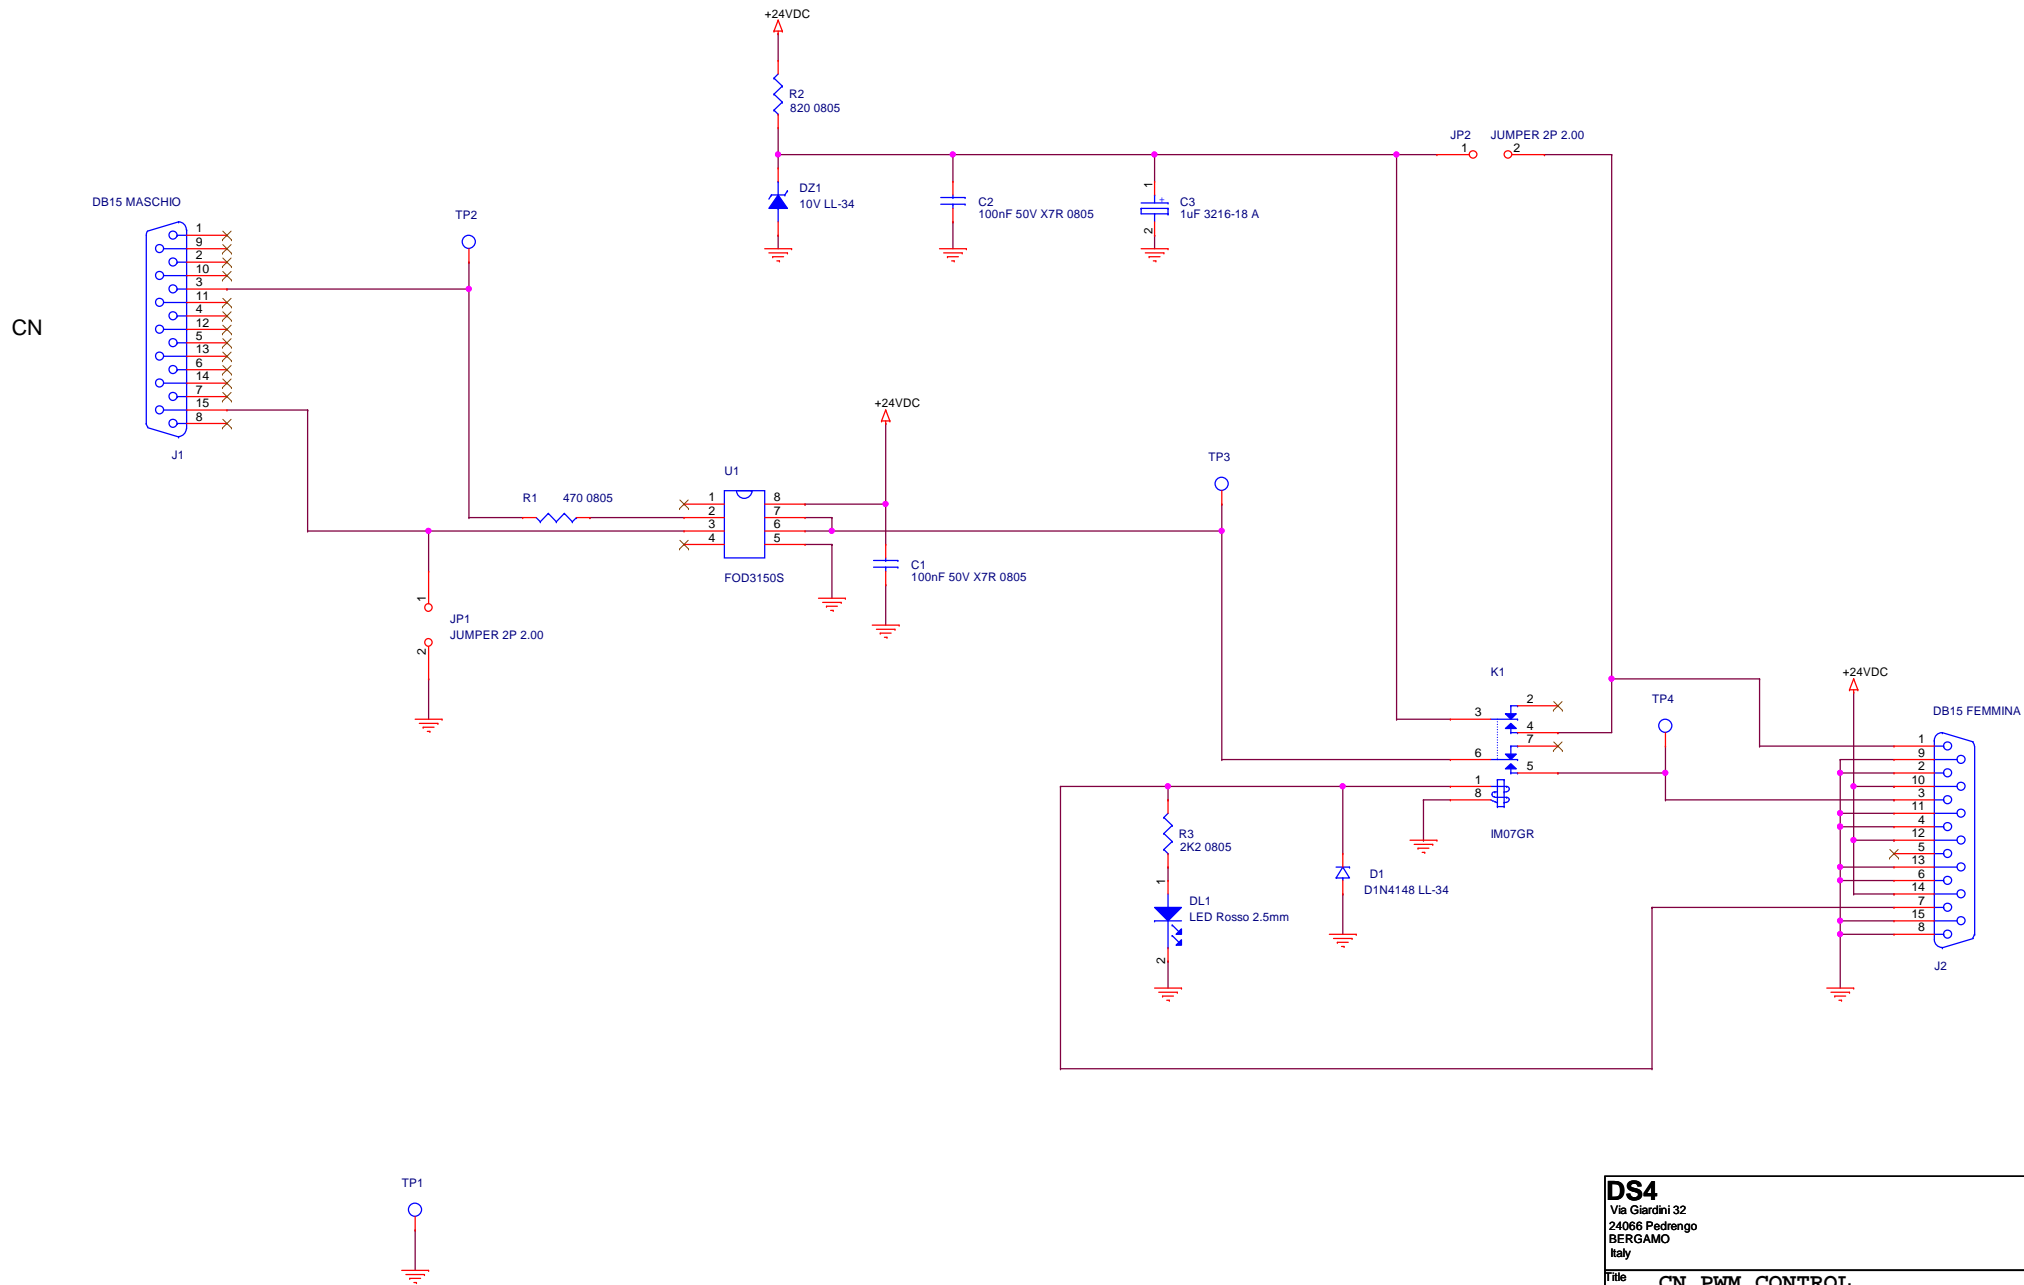 +24VDC
R2
820 0805
JP2 JUMPER 2P 2.00
1 2
DZ1
10V LL-34
C2
100nF 50V X7R 0805
1
C3
1uF 3216-18 A
2
+
DB15 MASCHIO
1
9
2
10
3
11
4
12
5
13
6
14
7
15
8
J1
CN
TP2
+24VDC
TP3
U1
R1 470 0805
1 8
2 7
3 6
4 5
FOD3150S
C1
100nF 50V X7R 0805
1
JP1
JUMPER 2P 2.00
2
K1
3
2
4
7
6
5
1
8
IM07GR
TP4
+24VDC
DB15 FEMMINA
1
9
2
10
3
11
4
12
5
13
6
14
7
15
8
J2
R3
2K2 0805
1
DL1
LED Rosso 2.5mm
2
D1
D1N4148 LL-34
TP1
DS4
Via Giardini 32
24066 Pedrengo
BERGAMO
Italy
Title
CN PWM CONTROL